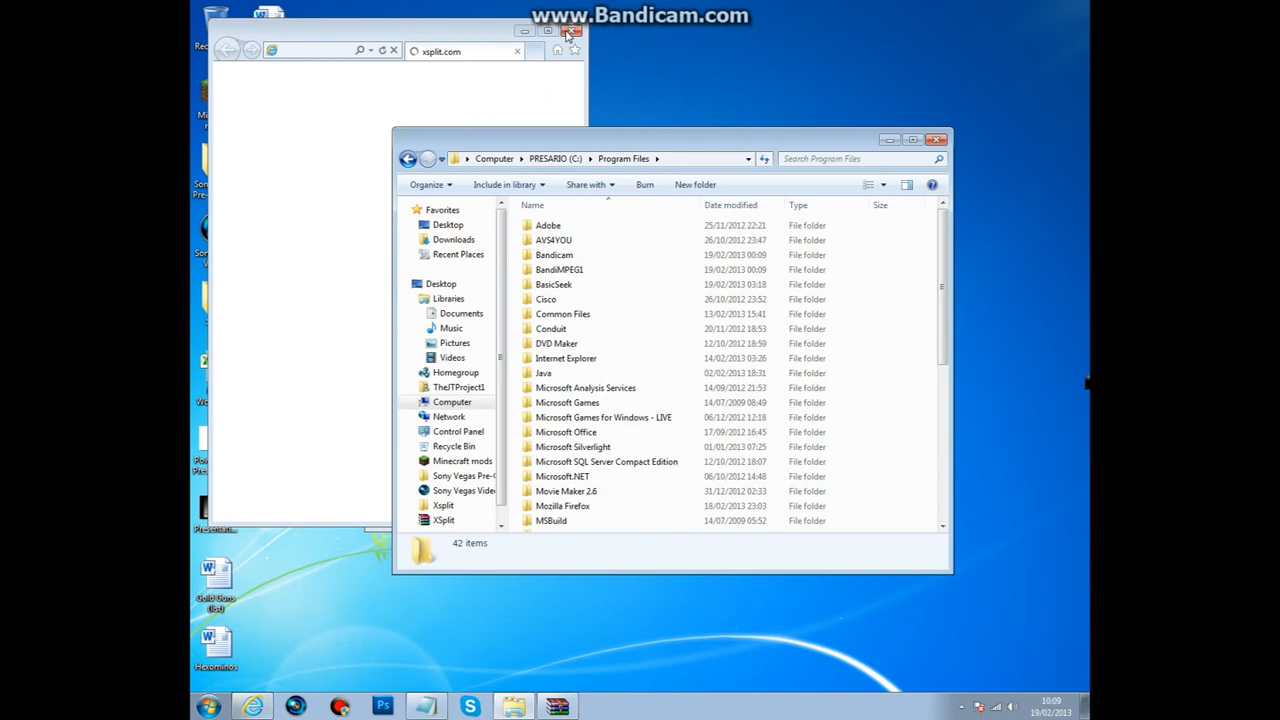 www.Bandicam.com
xsplit.com
Computer PRESARIO (C:) Program Files
Search Program Files
Organize Include in library Share with Burn New folder
Name Date modified Type Size
Favorites
Desktop
Downloads
Recent Places
Desktop
Libraries
Documents
Music
Pictures
Videos
Homegroup
TheJTProject1
Computer
Network
Control Panel
Recycle Bin
Minecraft mods
Sony Vegas Pre-
Sony Vegas Vide
Xsplit
XSplit
Adobe 25/11/2012 22:21 File folder
AVS4YOU 26/10/2012 23:47 File folder
Bandicam 19/02/2013 00:09 File folder
BandiMPEG1 19/02/2013 00:09 File folder
BasicSeek 19/02/2013 03:18 File folder
Cisco 26/10/2012 23:52 File folder
Common Files 13/02/2013 15:41 File folder
Conduit 20/11/2012 18:53 File folder
DVD Maker 12/10/2012 18:59 File folder
Internet Explorer 14/02/2013 03:26 File folder
Java 02/02/2013 18:31 File folder
Microsoft Analysis Services 14/09/2012 21:53 File folder
Microsoft Games 14/07/2009 08:49 File folder
Microsoft Games for Windows - LIVE 06/12/2012 12:18 File folder
Microsoft Office 17/09/2012 16:45 File folder
Microsoft Silverlight 01/01/2013 07:25 File folder
Microsoft SQL Server Compact Edition 12/10/2012 18:07 File folder
Microsoft.NET 06/10/2012 14:48 File folder
Movie Maker 2.6 31/12/2012 02:33 File folder
Mozilla Firefox 18/02/2013 23:03 File folder
MSBuild 14/07/2009 05:52 File folder
42 items
Gold Guns
(list)
Hexominos
10:09
19/02/2013